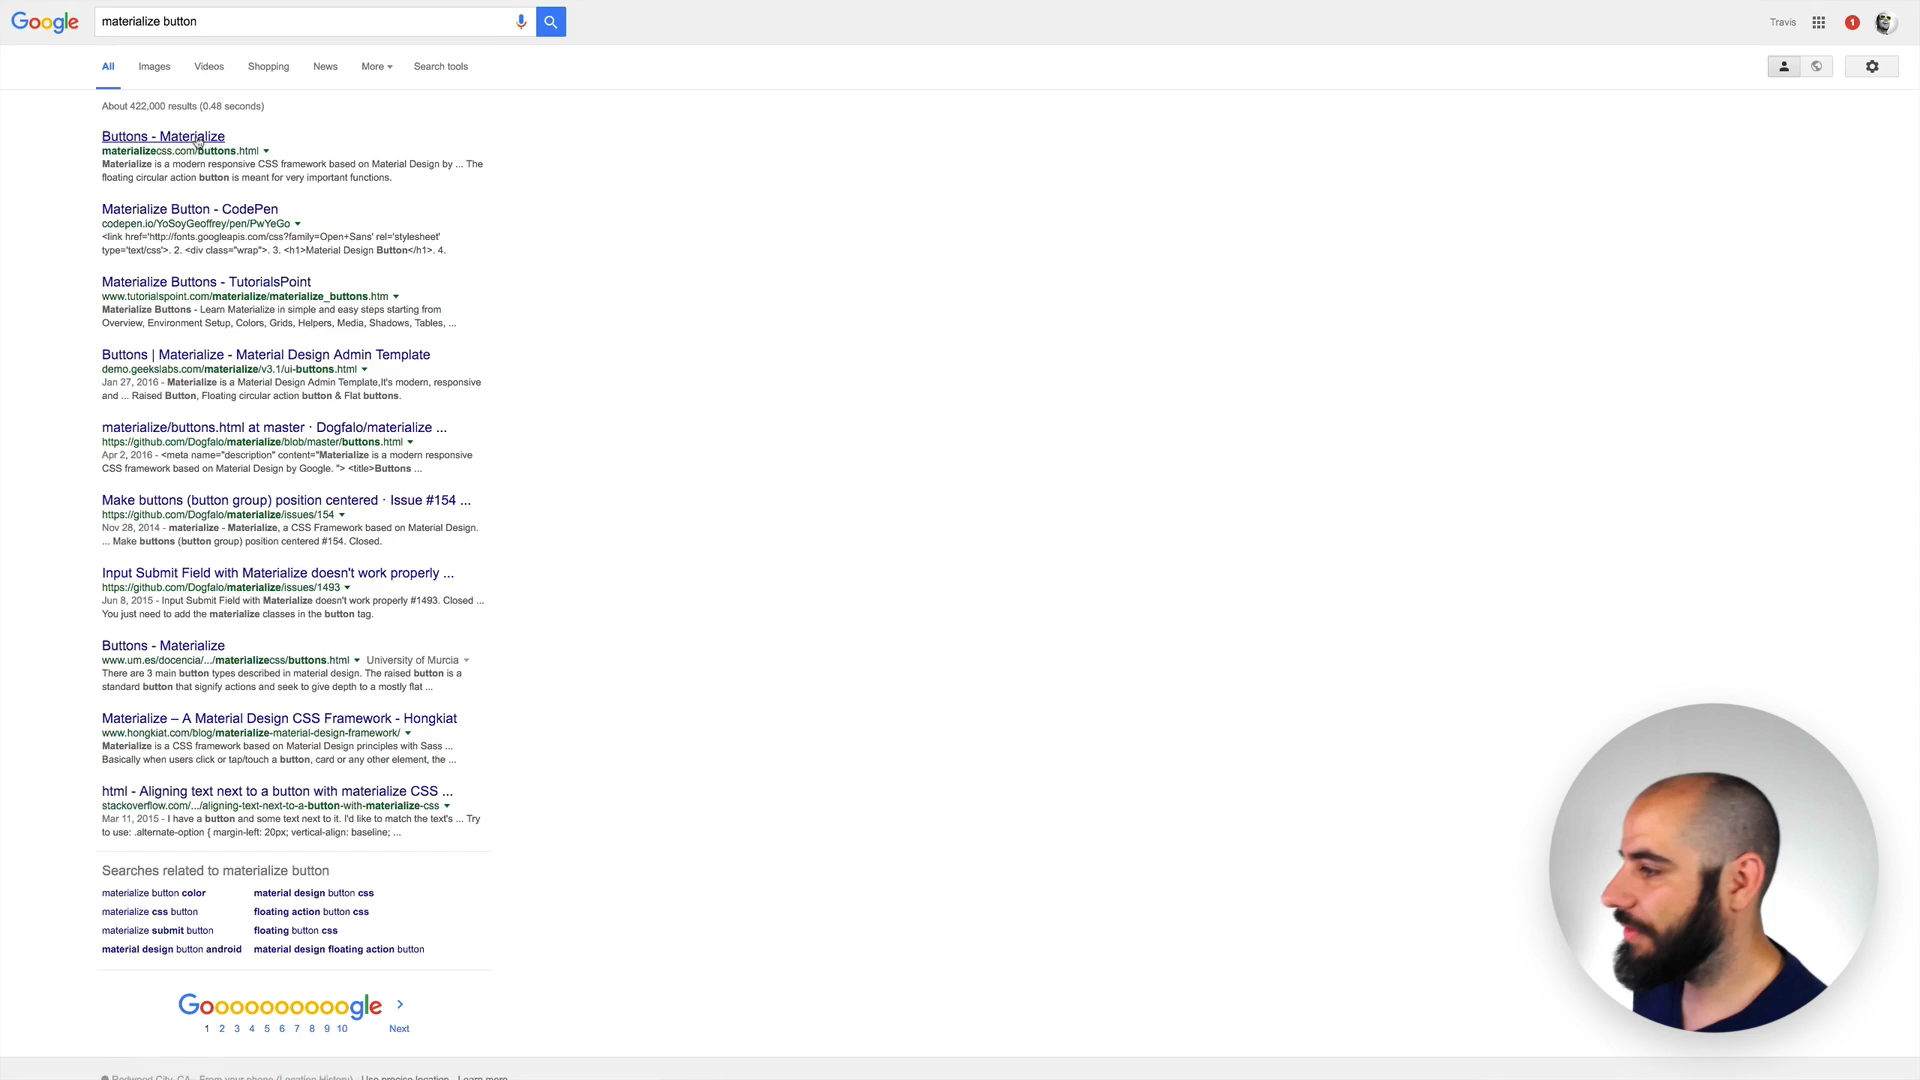 Google
materialize button
Travis
1
All Images Videos Shopping News More Search tools
About 422,000 results (0.48 seconds)
Buttons - Materialize
materializecss.com/buttons.html
Materialize is a modern responsive CSS framework based on Material Design by ... The
floating circular action button is meant for very important functions.
Materialize Button - CodePen
codepen.io/YoSoyGeoffrey/pen/PwYeGo
<link href='http://fonts.googleapis.com/css?family=Open+Sans' rel='stylesheet'
type='text/css'>. 2. <div class="wrap">. 3. <h1>Material Design Button</h1>. 4.
Materialize Buttons - TutorialsPoint
www.tutorialspoint.com/materialize/materialize_buttons.htm
Materialize Buttons - Learn Materialize in simple and easy steps starting from
Overview, Environment Setup, Colors, Grids, Helpers, Media, Shadows, Tables, ...
Buttons | Materialize - Material Design Admin Template
demo.geekslabs.com/materialize/v3.1/ui-buttons.html
Jan 27, 2016 - Materialize is a Material Design Admin Template,It's modern, responsive
and ... Raised Button, Floating circular action button & Flat buttons.
materialize/buttons.html at master · Dogfalo/materialize ...
https://github.com/Dogfalo/materialize/blob/master/buttons.html
Apr 2, 2016 - <meta name="description" content="Materialize is a modern responsive
CSS framework based on Material Design by Google. "> <title>Buttons ...
Make buttons (button group) position centered · Issue #154 ...
https://github.com/Dogfalo/materialize/issues/154
Nov 28, 2014 - materialize - Materialize, a CSS Framework based on Material Design.
... Make buttons (button group) position centered #154. Closed.
Input Submit Field with Materialize doesn't work properly ...
https://github.com/Dogfalo/materialize/issues/1493
Jun 8, 2015 - Input Submit Field with Materialize doesn't work properly #1493. Closed ...
You just need to add the materialize classes in the button tag.
Buttons - Materialize
www.um.es/docencia/.../materializecss/buttons.html University of Murcia
There are 3 main button types described in material design. The raised button is a
standard button that signify actions and seek to give depth to a mostly flat ...
Materialize – A Material Design CSS Framework - Hongkiat
www.hongkiat.com/blog/materialize-material-design-framework/
Materialize is a CSS framework based on Material Design principles with Sass ...
Basically when users click or tap/touch a button, card or any other element, the ...
html - Aligning text next to a button with materialize CSS ...
stackoverflow.com/.../aligning-text-next-to-a-button-with-materialize-css
Mar 11, 2015 - I have a button and some text next to it. I'd like to match the text's ... Try
to use: .alternate-option { margin-left: 20px; vertical-align: baseline; ...
Searches related to materialize button
materialize button color material design button css
materialize css button floating action button css
materialize submit button floating button css
material design button android material design floating action button
Goooooooooogle
1 2 3 4 5 6 7 8 9 10 Next
Redwood City, CA - From your phone (Location History) - Use precise location - Learn more